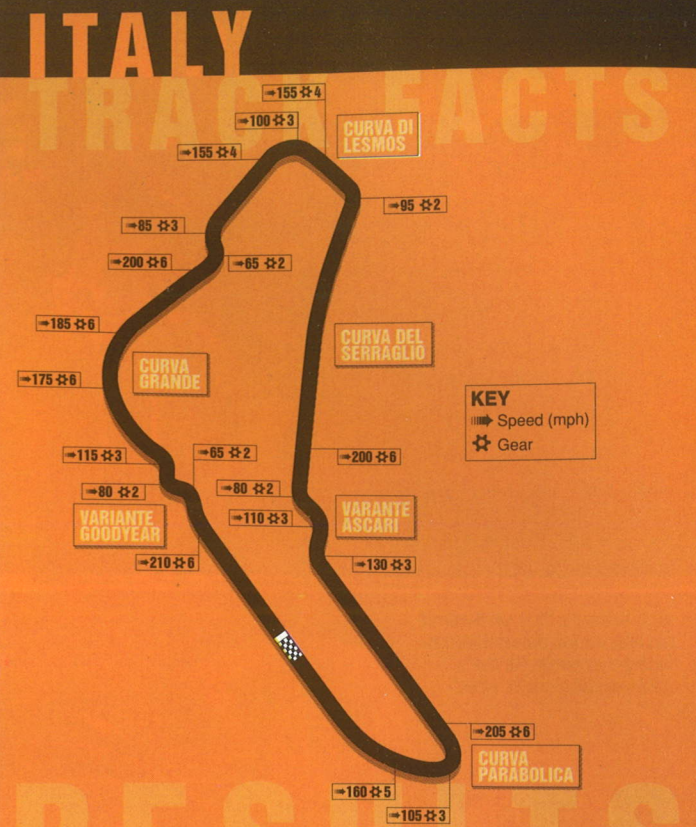 ITALY
TRACK FACTS
155 4
100 3
CURVA DI
LESMOS
155 4
95 2
85 3
200 6
65 2
185 6
CURVA DEL
SERRAGLIO
CURVA
GRANDE
175 6
KEY
Speed (mph)
Gear
115 3
65 2
200 6
80 2
80 2
VARIANTE
GOODYEAR
110 3
VARANTE
ASCARI
210 6
130 3
205 6
CURVA
PARABOLICA
160 5
105 3
RESULTS